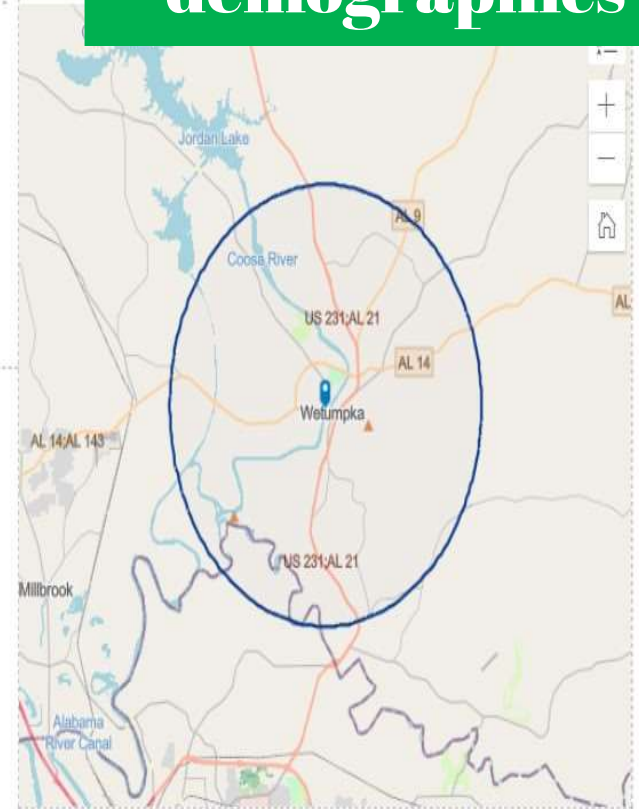 demographics
Jordan Lake
AL 9
Coosa River
US 231;AL 21
AL
AL 14
Wetumpka
AL 14;AL 143
US 231;AL 21
Millbrook
Alabama
River Canal